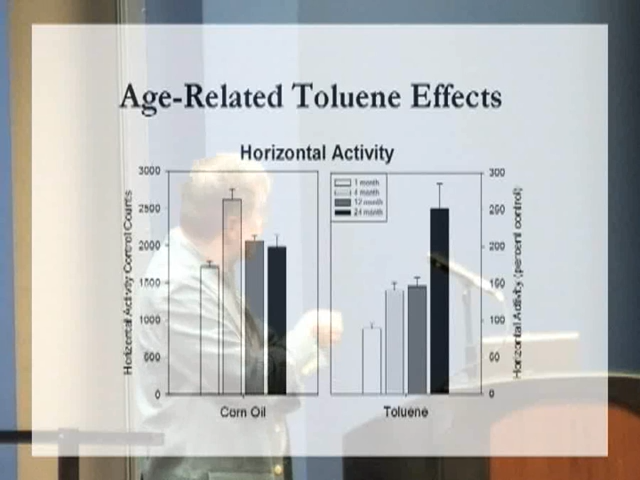 Age-Related Toluene Effects
Horizontal Activity
3000
2500
2000
1500
1000
500
0
Horizontal Activity Control Counts
Corn Oil
1 month
4 month
12 month
24 month
Toluene
300
250
200
150
100
50
0
Horizontal Activity (percent control)